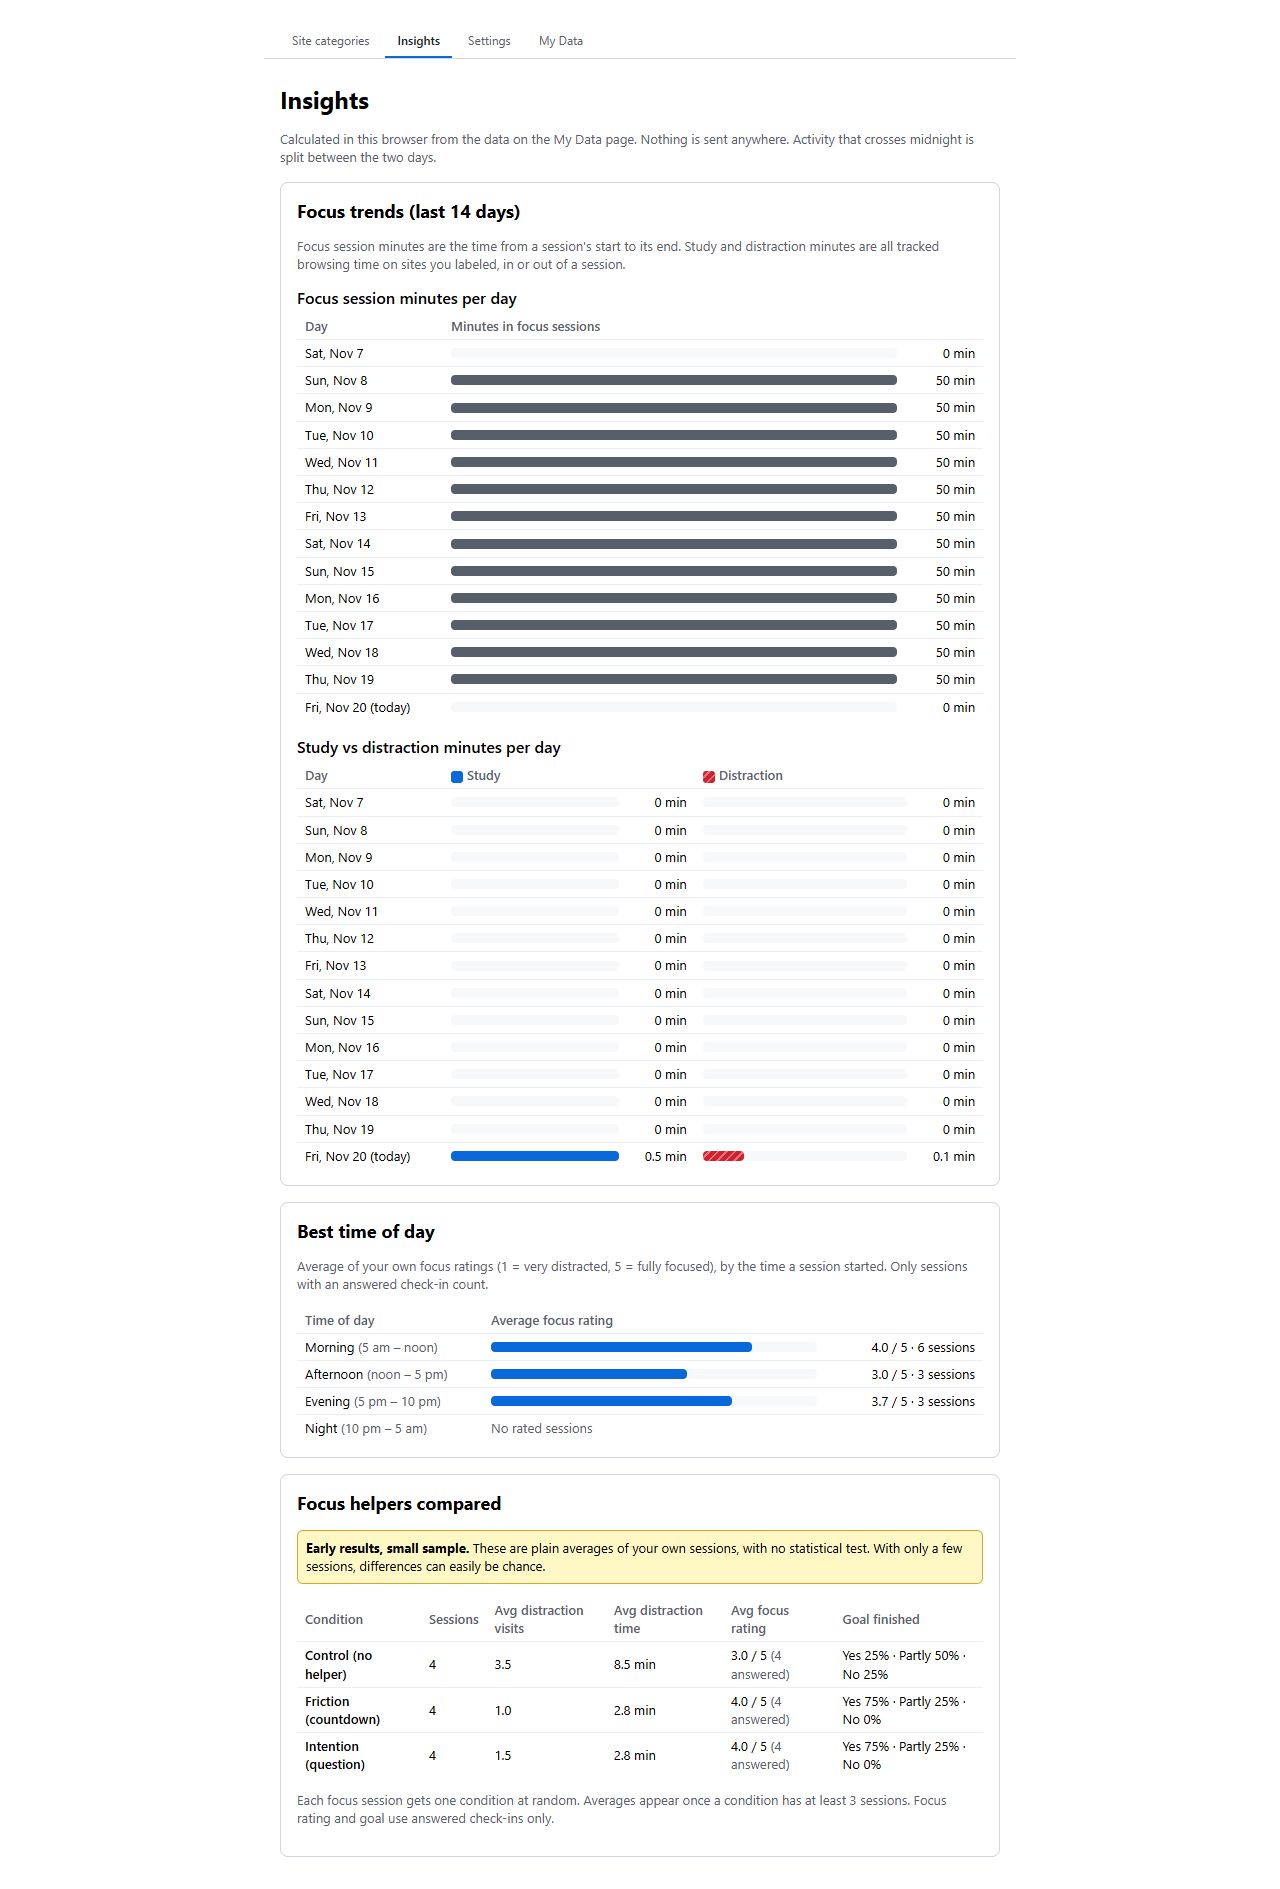 Site categories Insights Settings My Data
Insights
Calculated in this browser from the data on the My Data page. Nothing is sent anywhere. Activity that crosses midnight is
split between the two days.
Focus trends (last 14 days)
Focus session minutes are the time from a session's start to its end. Study and distraction minutes are all tracked
browsing time on sites you labeled, in or out of a session.
Focus session minutes per day
Day Minutes in focus sessions
Sat, Nov 7 0 min
Sun, Nov 8 50 min
Mon, Nov 9 50 min
Tue, Nov 10 50 min
Wed, Nov 11 50 min
Thu, Nov 12 50 min
Fri, Nov 13 50 min
Sat, Nov 14 50 min
Sun, Nov 15 50 min
Mon, Nov 16 50 min
Tue, Nov 17 50 min
Wed, Nov 18 50 min
Thu, Nov 19 50 min
Fri, Nov 20 (today) 0 min
Study vs distraction minutes per day
Day Study Distraction
Sat, Nov 7 0 min 0 min
Sun, Nov 8 0 min 0 min
Mon, Nov 9 0 min 0 min
Tue, Nov 10 0 min 0 min
Wed, Nov 11 0 min 0 min
Thu, Nov 12 0 min 0 min
Fri, Nov 13 0 min 0 min
Sat, Nov 14 0 min 0 min
Sun, Nov 15 0 min 0 min
Mon, Nov 16 0 min 0 min
Tue, Nov 17 0 min 0 min
Wed, Nov 18 0 min 0 min
Thu, Nov 19 0 min 0 min
Fri, Nov 20 (today) 0.5 min 0.1 min
Best time of day
Average of your own focus ratings (1 = very distracted, 5 = fully focused), by the time a session started. Only sessions
with an answered check-in count.
Time of day Average focus rating
Morning (5 am – noon) 4.0 / 5 · 6 sessions
Afternoon (noon – 5 pm) 3.0 / 5 · 3 sessions
Evening (5 pm – 10 pm) 3.7 / 5 · 3 sessions
Night (10 pm – 5 am) No rated sessions
Focus helpers compared
Early results, small sample. These are plain averages of your own sessions, with no statistical test. With only a few
sessions, differences can easily be chance.
Condition Sessions Avg distraction visits Avg distraction time Avg focus rating Goal finished
Control (no helper) 4 3.5 8.5 min 3.0 / 5 (4 answered) Yes 25% · Partly 50% · No 25%
Friction (countdown) 4 1.0 2.8 min 4.0 / 5 (4 answered) Yes 75% · Partly 25% · No 0%
Intention (question) 4 1.5 2.8 min 4.0 / 5 (4 answered) Yes 75% · Partly 25% · No 0%
Each focus session gets one condition at random. Averages appear once a condition has at least 3 sessions. Focus
rating and goal use answered check-ins only.